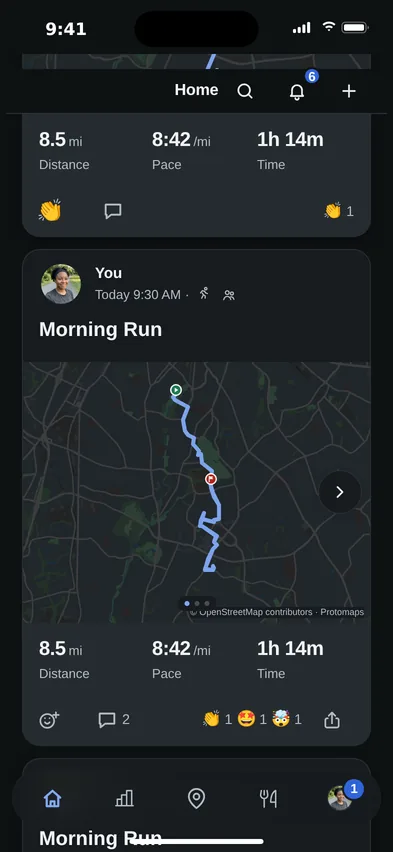 9:41
Home
6
8.5 mi 8:42 /mi 1h 14m
Distance Pace Time
1
You
Today 9:30 AM ·
Morning Run
© OpenStreetMap contributors · Protomaps
8.5 mi 8:42 /mi 1h 14m
Distance Pace Time
2 1 1 1
1
Morning Run